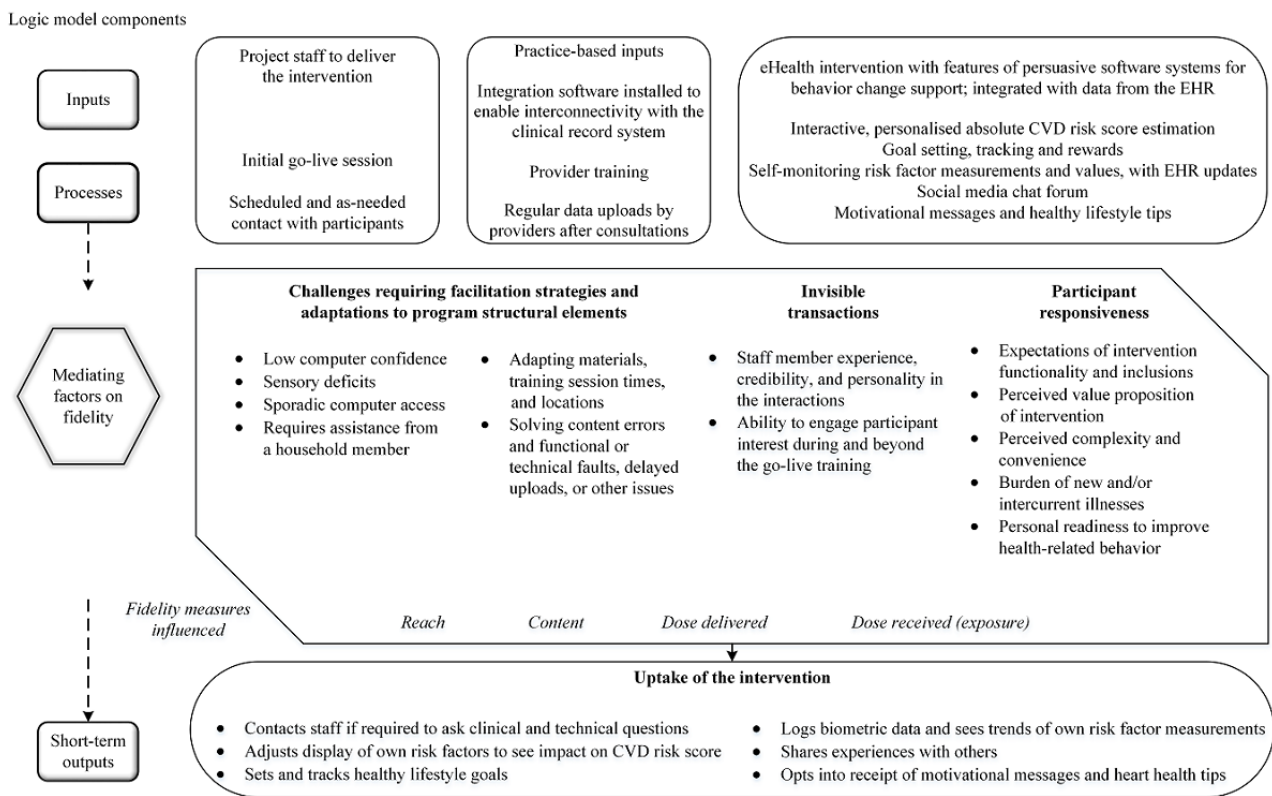 Logic model components
Inputs
Processes
Project staff to deliver
the intervention
Initial go-live session
Scheduled and as-needed
contact with participants
Practice-based inputs
Integration software installed to
enable interconnectivity with the
clinical record system
Provider training
Regular data uploads by
providers after consultations
eHealth intervention with features of persuasive software systems for
behavior change support; integrated with data from the EHR
Interactive, personalised absolute CVD risk score estimation
Goal setting, tracking and rewards
Self-monitoring risk factor measurements and values, with EHR updates
Social media chat forum
Motivational messages and healthy lifestyle tips
Mediating
factors on
fidelity
Challenges requiring facilitation strategies and
adaptations to program structural elements
• Low computer confidence
• Sensory deficits
• Sporadic computer access
• Requires assistance from
a household member
• Adapting materials,
training session times,
and locations
• Solving content errors
and functional or
technical faults, delayed
uploads, or other issues
Invisible
transactions
• Staff member experience,
credibility, and personality in
the interactions
• Ability to engage participant
interest during and beyond
the go-live training
Participant
responsiveness
• Expectations of intervention
functionality and inclusions
• Perceived value proposition
of intervention
• Perceived complexity and
convenience
• Burden of new and/or
intercurrent illnesses
• Personal readiness to improve
health-related behavior
Fidelity measures
influenced
Reach
Content
Dose delivered
Dose received (exposure)
Short-term
outputs
Uptake of the intervention
• Contacts staff if required to ask clinical and technical questions
• Adjusts display of own risk factors to see impact on CVD risk score
• Sets and tracks healthy lifestyle goals
• Logs biometric data and sees trends of own risk factor measurements
• Shares experiences with others
• Opts into receipt of motivational messages and heart health tips